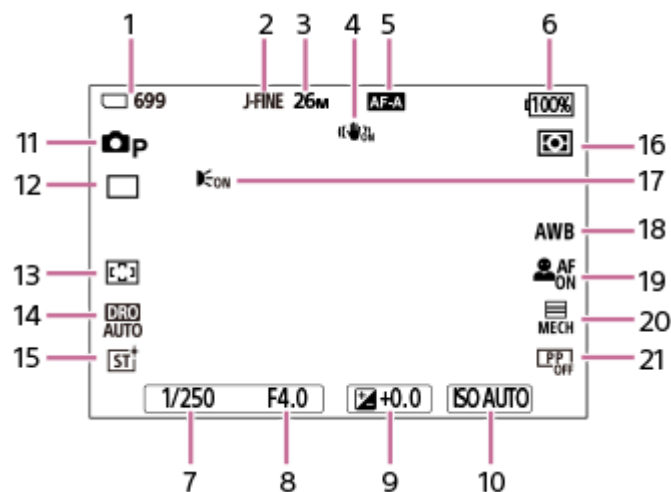 1 2 3 4 5 6
699 J-FINE 26M AF-A 100%
ON
11 P 16
12 ON 17
AWB 18
13 AF ON 19
14 DRO AUTO MECH 20
15 ST PP OFF 21
1/250 F4.0 +0.0 ISO AUTO
7 8 9 10